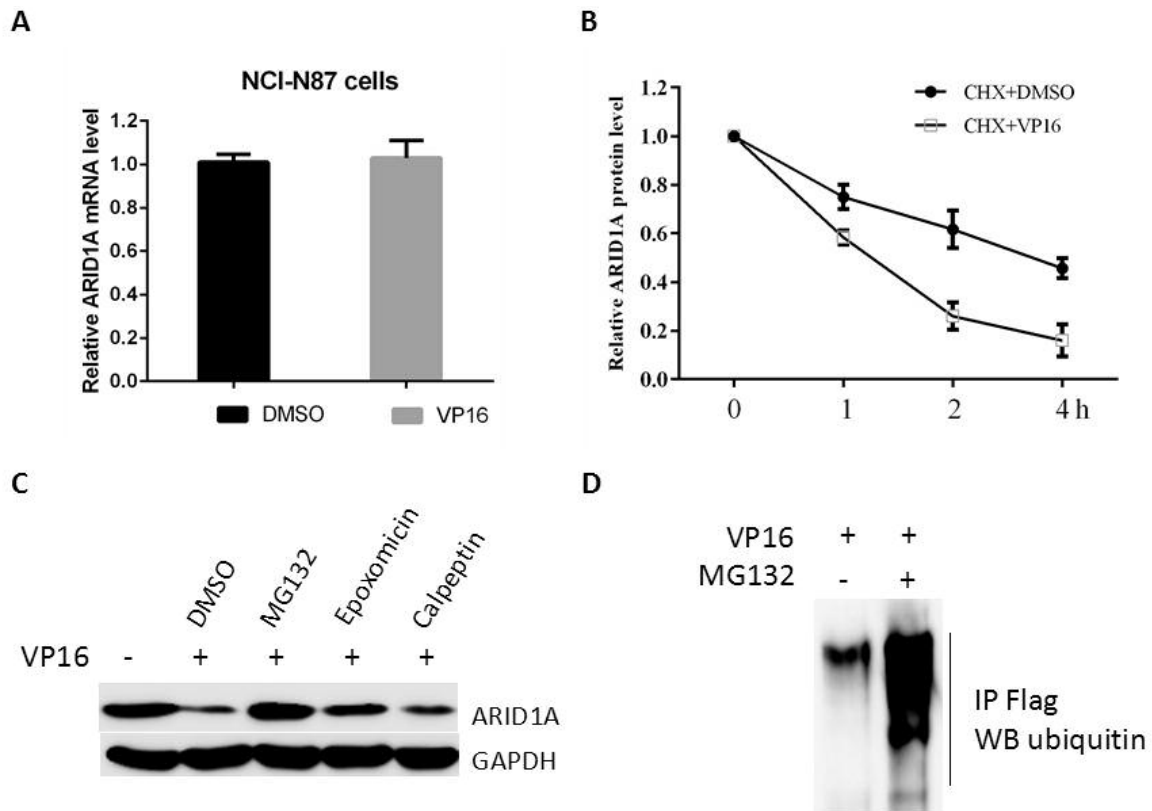 A
NCI-N87 cells
Relative ARID1A mRNA level
1.2
1.0
0.8
0.6
0.4
0.2
0.0
DMSO VP16
B
Relative ARID1A protein level
1.2
1.0
0.8
0.6
0.4
0.2
0.0
CHX+DMSO
CHX+VP16
0 1 2 4 h
C
DMSO MG132 Epoxomicin Calpeptin
VP16 - + + + +
ARID1A
GAPDH
D
VP16 + +
MG132 - +
IP Flag
WB ubiquitin